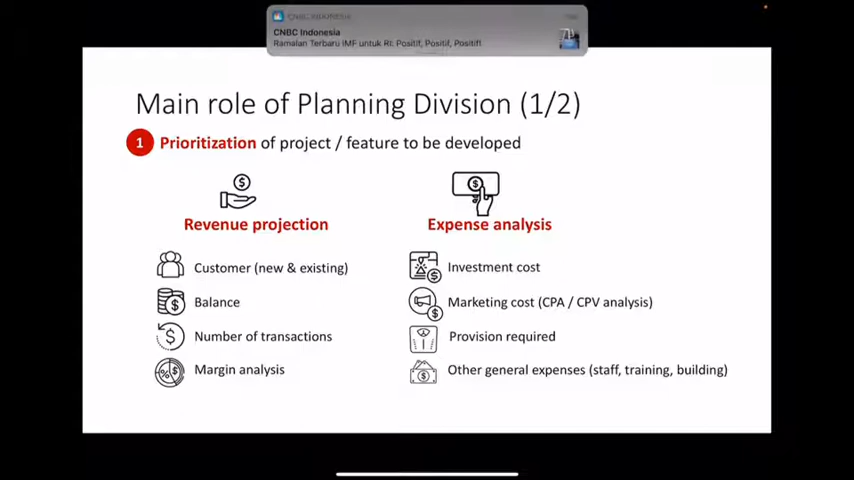 CNBC INDONESIA
CNBC Indonesia
Ramalan Terbaru IMF untuk RI: Positif, Positif, Positif!
Main role of Planning Division (1/2)
1 Prioritization of project / feature to be developed
Revenue projection
Customer (new & existing)
Balance
Number of transactions
Margin analysis
Expense analysis
Investment cost
Marketing cost (CPA / CPV analysis)
Provision required
Other general expenses (staff, training, building)